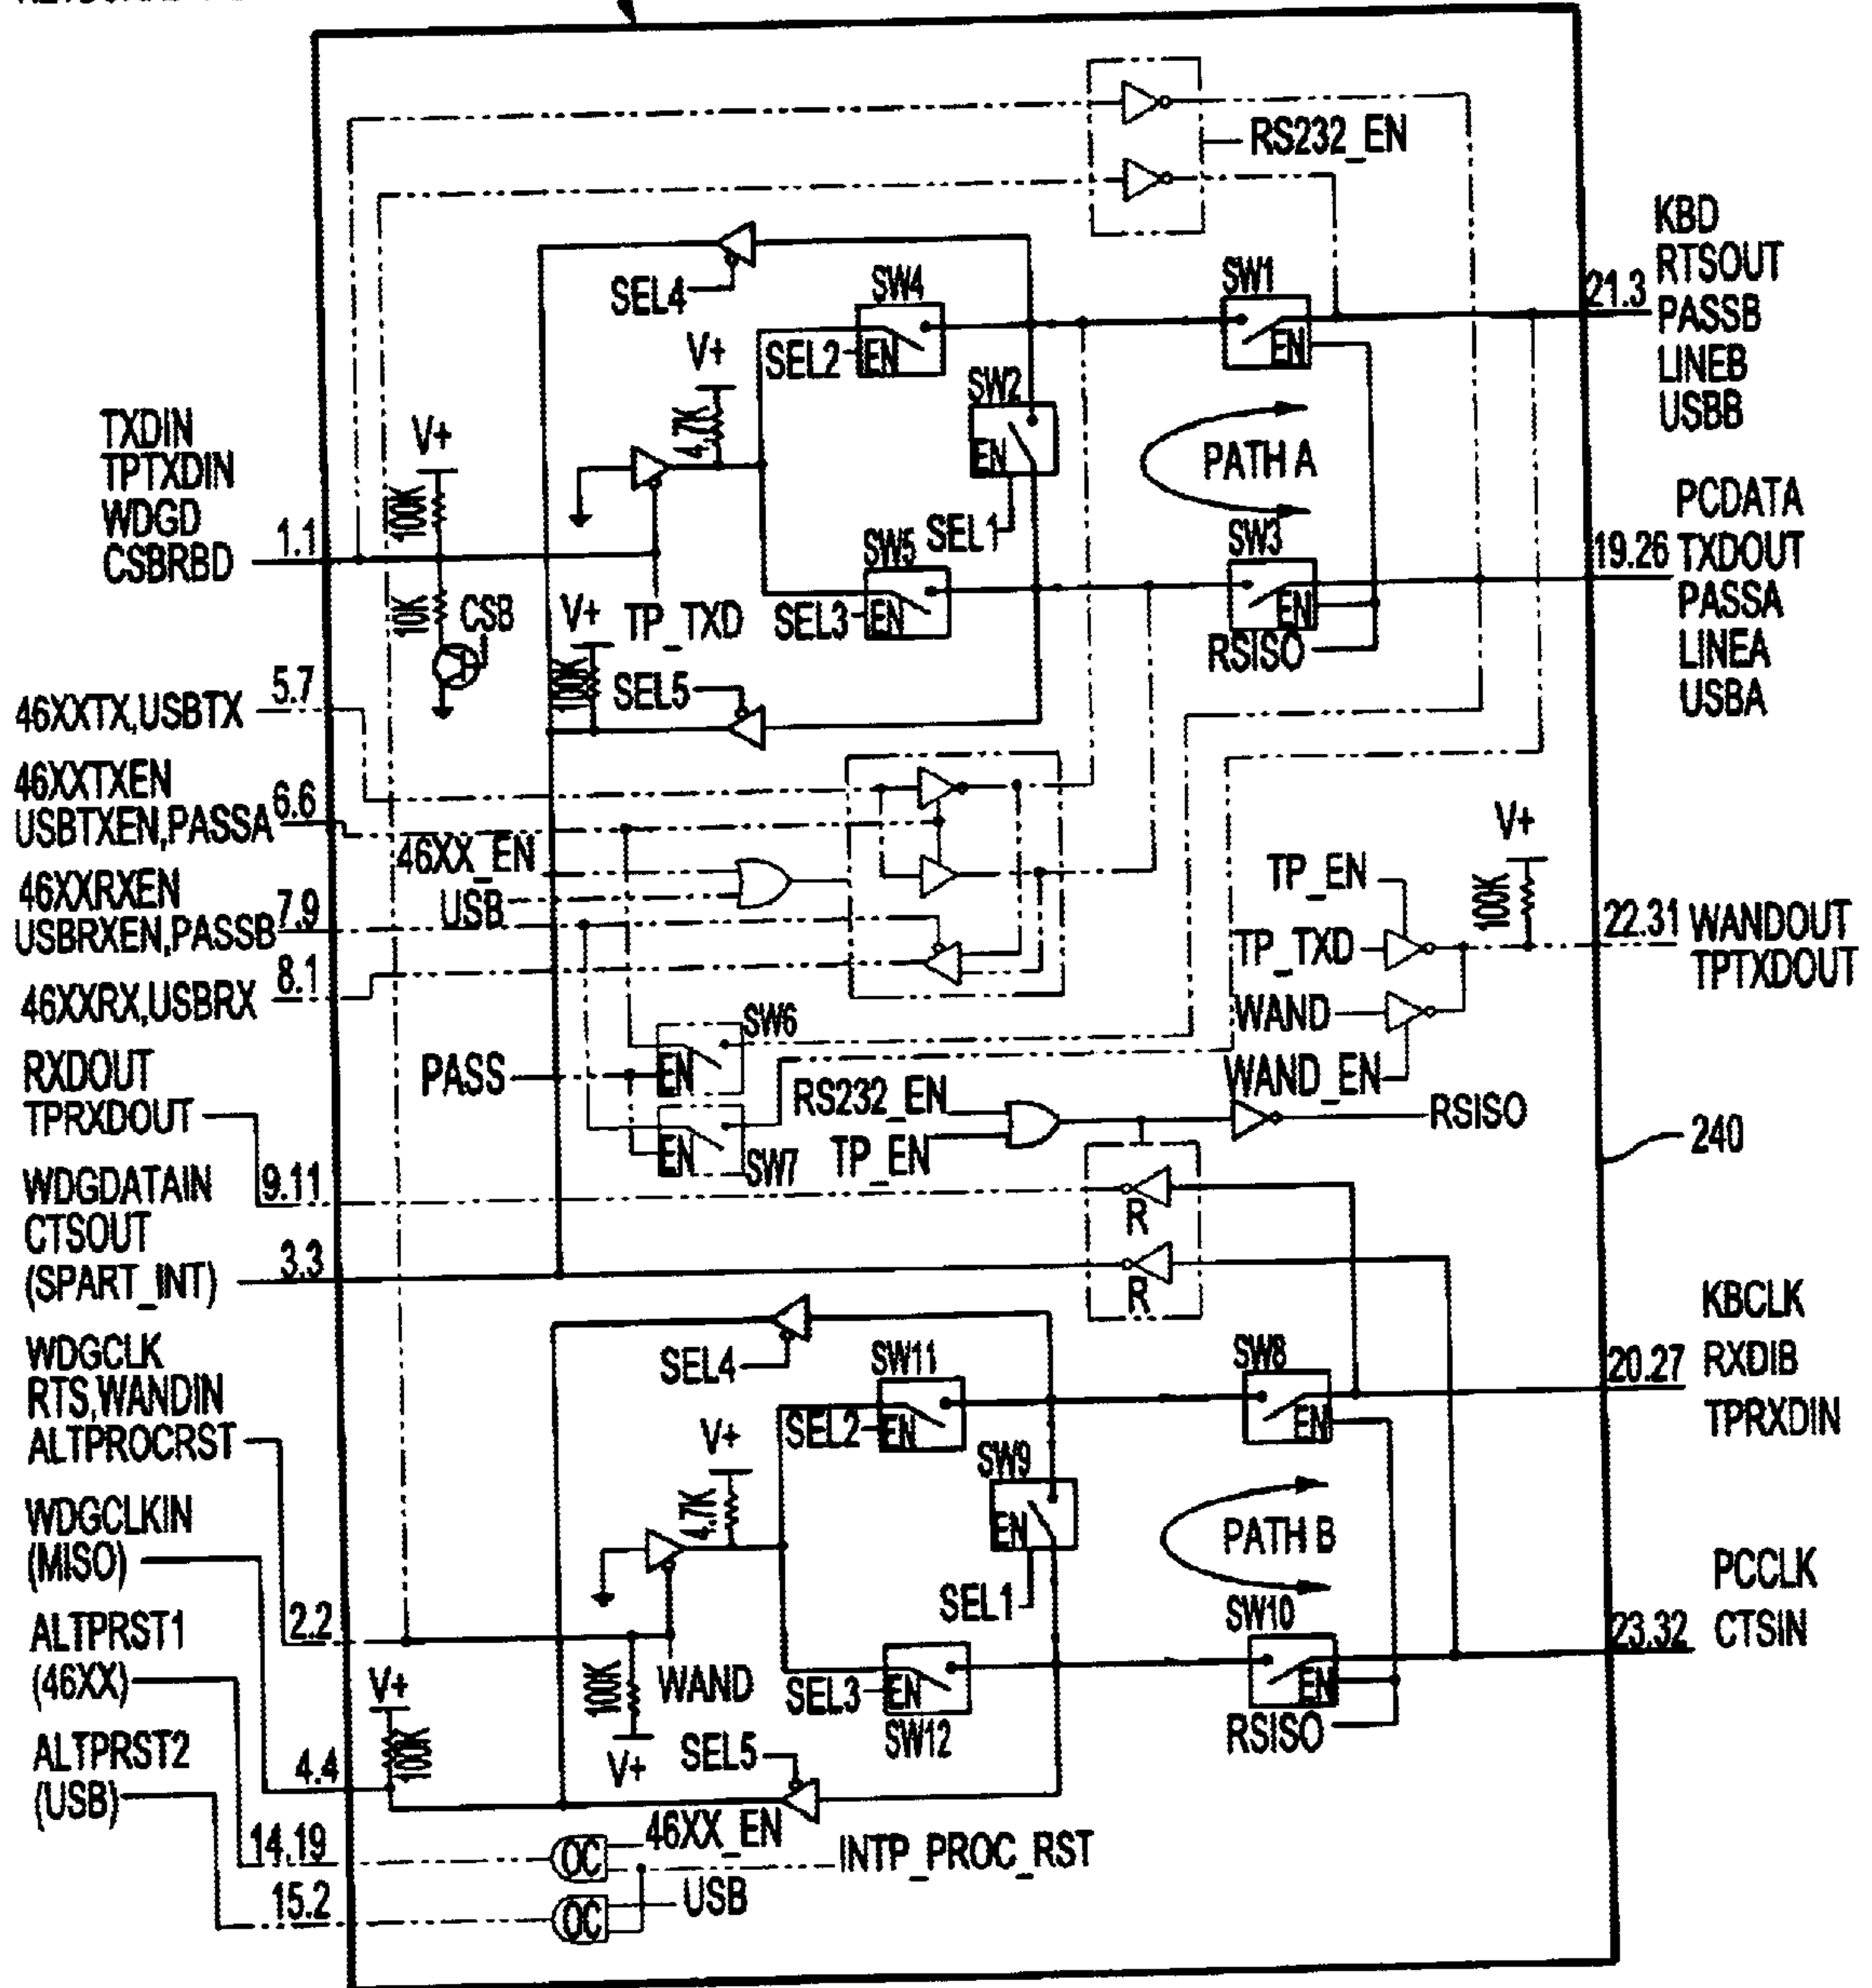 RS232_EN
KBD
RTSOUT
21.3
PASSB
LINEB
USBB
SEL4
SW4
SW1
SEL2
EN
EN
V+
4.7K
SW2
EN
SEL1
PATH A
TXDIN
TPTXDIN
WDGD
CSBRBD
1.1
V+
100K
10K
CSB
TP_TXD
V+
100K
SW5
SEL3
EN
SW3
EN
RSISO
PCDATA
19.26
TXDOUT
PASSA
LINEA
USBA
SEL5
46XXTX,USBTX
5.7
46XXTXEN
USBTXEN,PASSA
6.6
46XX_EN
USB
46XXRXEN
USBRXEN,PASSB
7.9
8.1
46XXRX,USBRX
V+
100K
TP_EN
TP_TXD
WAND
WAND_EN
22.31
WANDOUT
TPTXDOUT
SW6
EN
PASS
SW7
EN
RS232_EN
TP_EN
RSISO
240
RXDOUT
TPRXDOUT
9.11
R
R
WDGDATAIN
CTSOUT
(SPART_INT)
3.3
SEL4
SW11
SEL2
EN
SW8
EN
KBCLK
20.27
RXDIB
TPRXDIN
WDGCLK
RTS,WANDIN
ALTPROCRST
2.2
V+
4.7K
SW9
EN
SEL1
PATH B
WDGCLKIN
(MISO)
4.4
V+
100K
100K
V+
WAND
SEL3
EN
SW12
SW10
EN
RSISO
PCCLK
23.32
CTSIN
SEL5
ALTPRST1
(46XX)
14.19
ALTPRST2
(USB)
15.2
OC
OC
46XX_EN
INTP_PROC_RST
USB